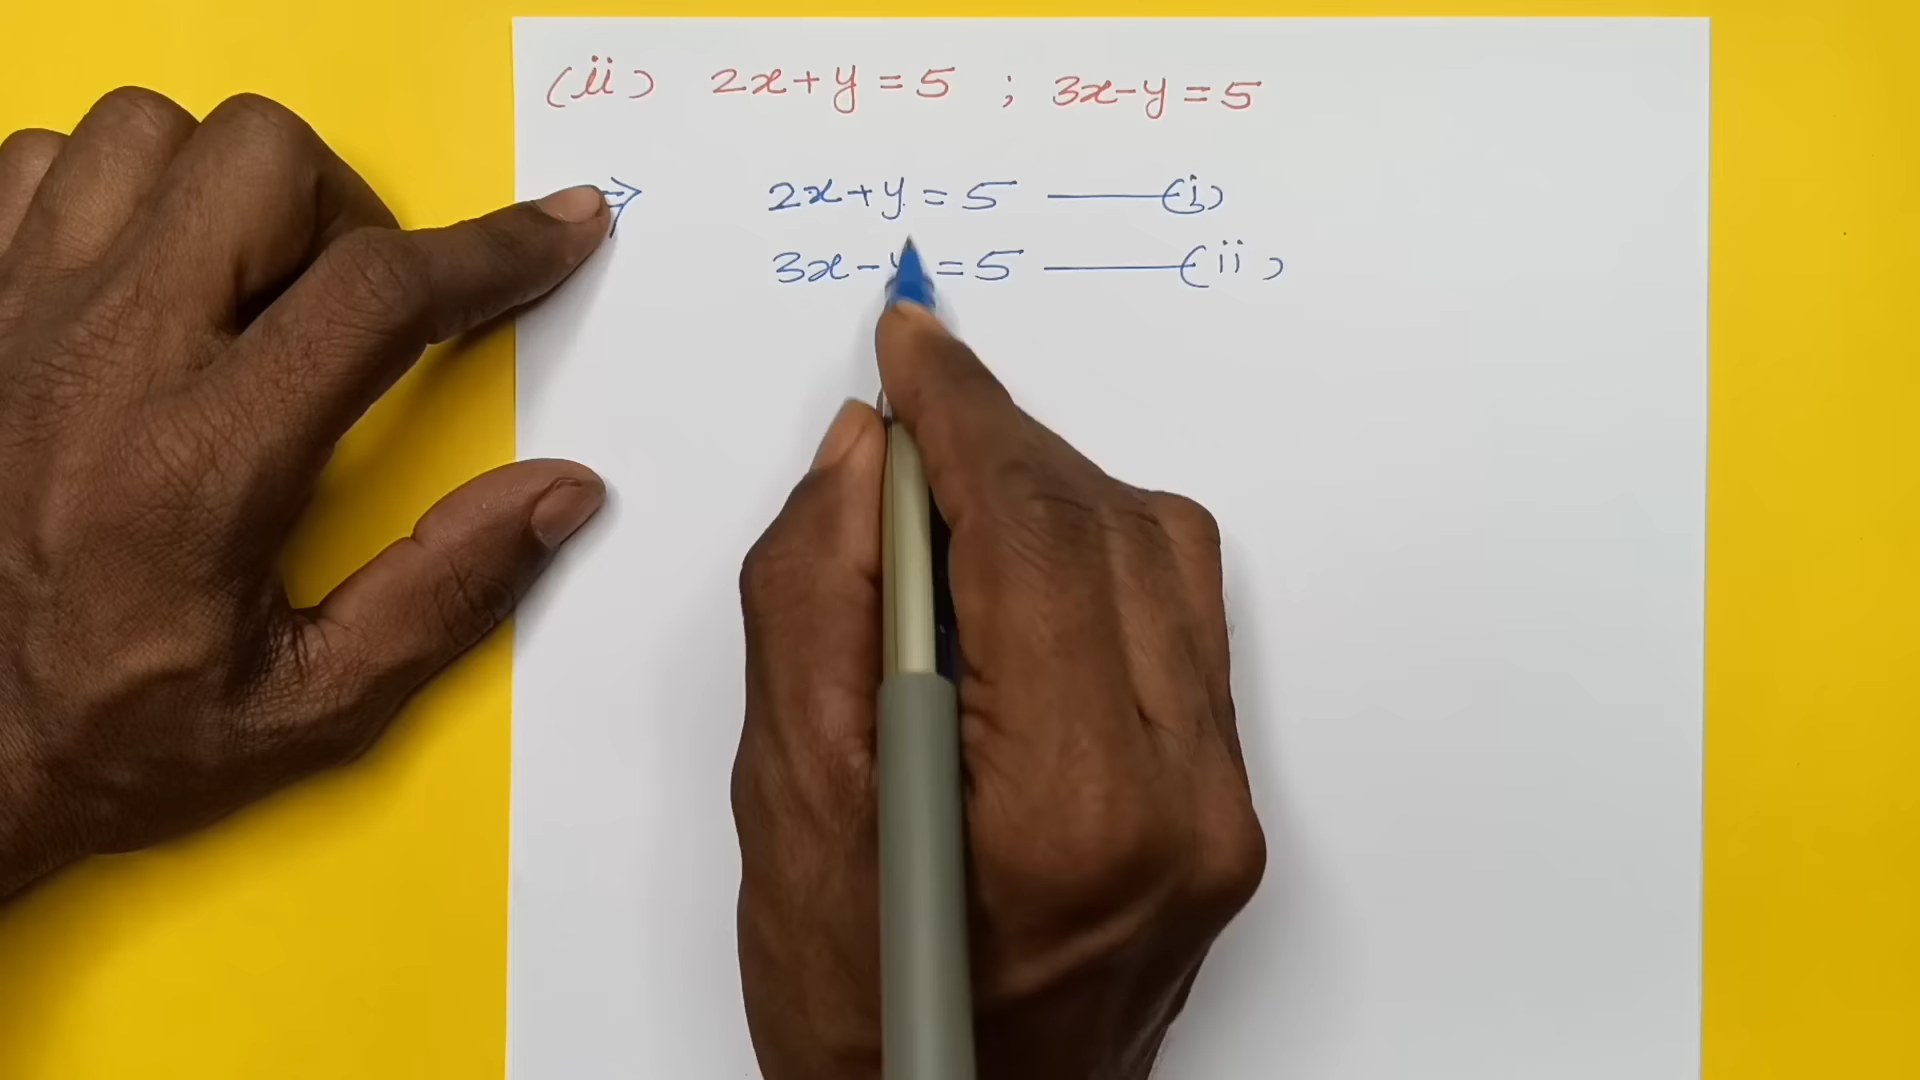 (ii) 2x+y=5 ; 3x-y=5
⇒ 2x+y=5 ——(i)
3x-y=5 ——(ii)